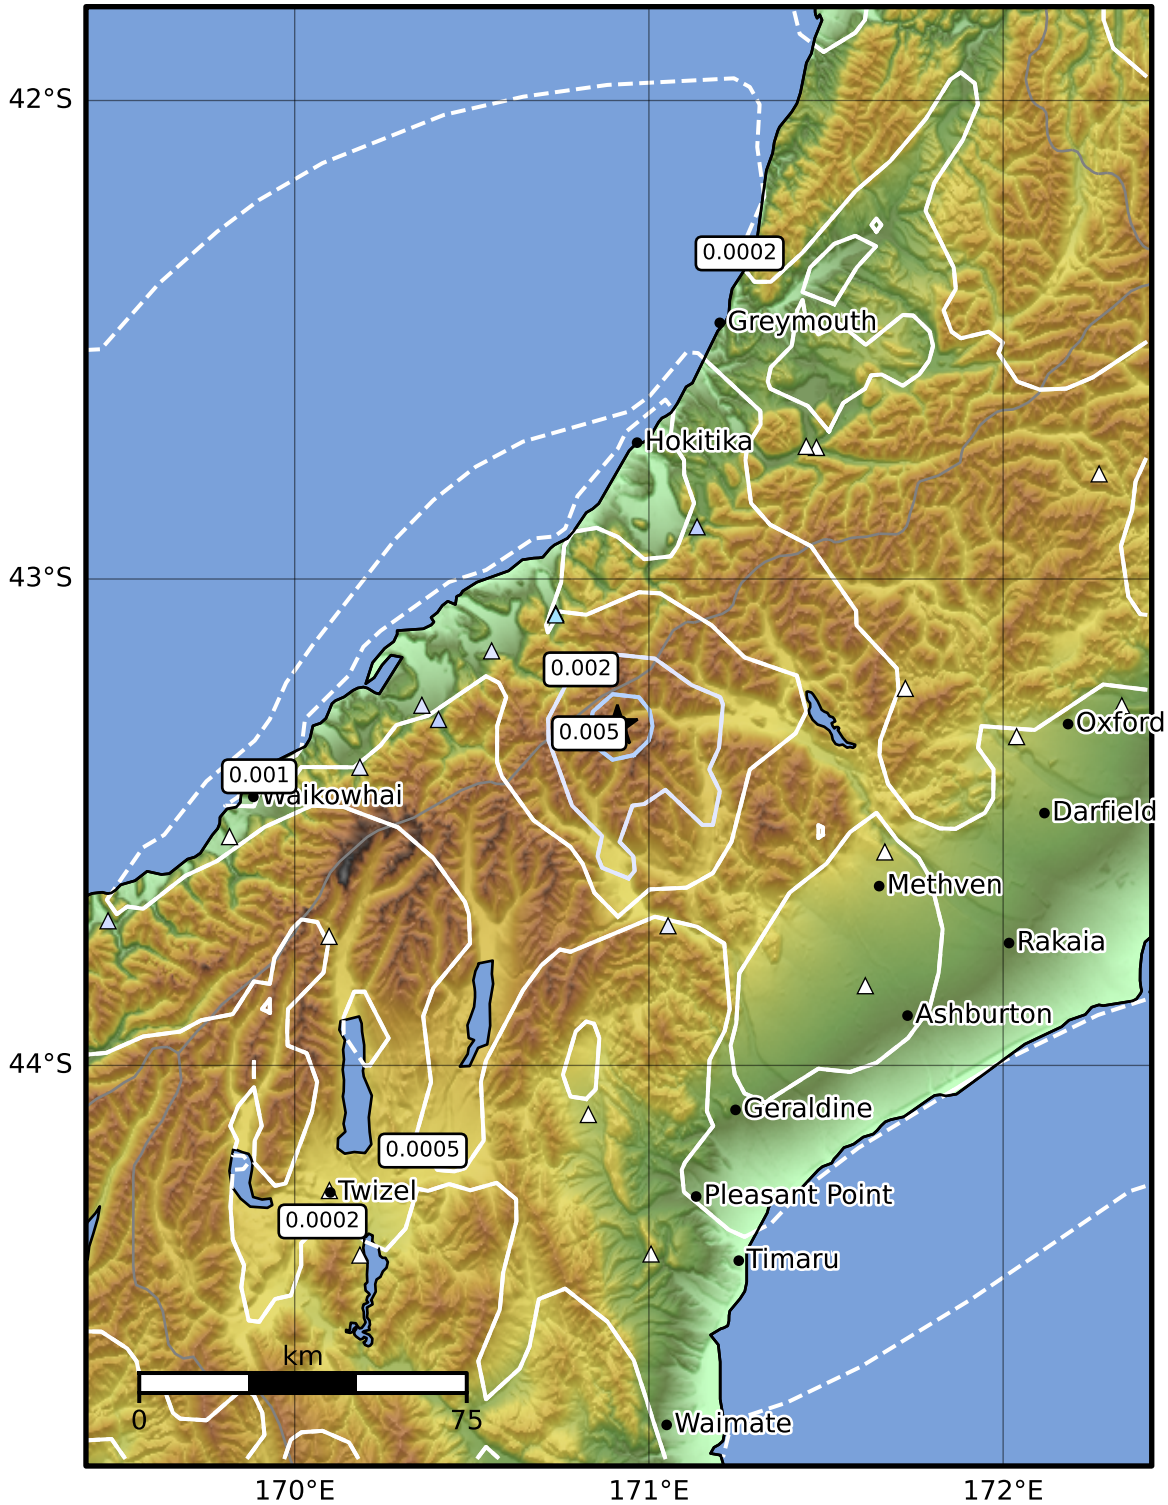 42°S
0.0002
Greymouth
Hokitika
43°S
0.002
0.005
Oxford
0.001
Waikowhai
Darfield
Methven
Rakaia
Ashburton
44°S
Geraldine
0.0005
Twizel
Pleasant Point
0.0002
Timaru
km
0 75
Waimate
170°E 171°E 172°E